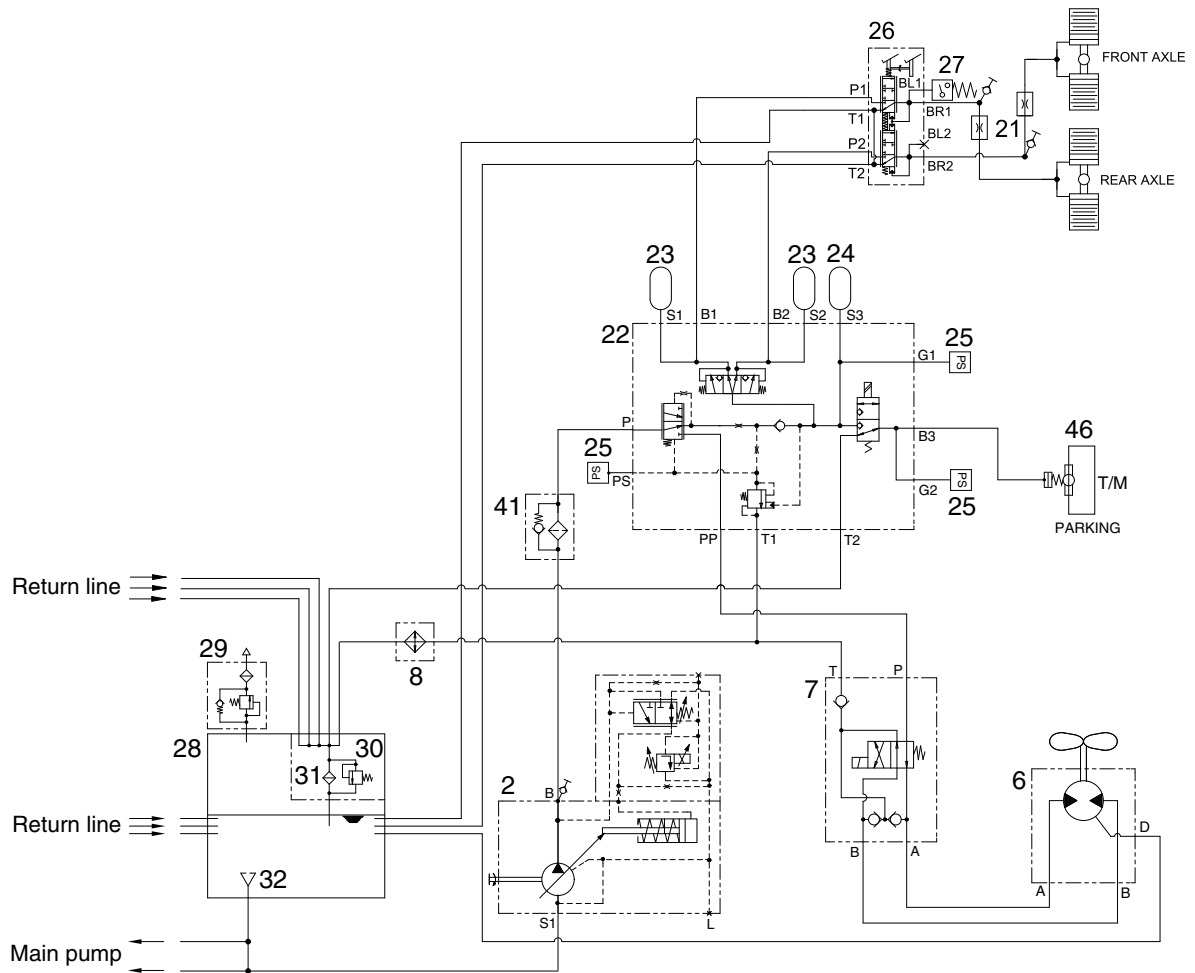 26
FRONT AXLE
27
BL1
P1
BR1
T1
21
BL2
P2
BR2
T2
REAR AXLE
23
23
24
S1
B1
B2
S2
S3
22
25
G1
PS
P
B3
46
25
PS
PS
T/M
PS
G2
25
41
PARKING
PP
T1
T2
Return line
29
8
T
P
7
28
30
31
2
B
6
Return line
D
B
A
32
A
B
S1
L
Main pump